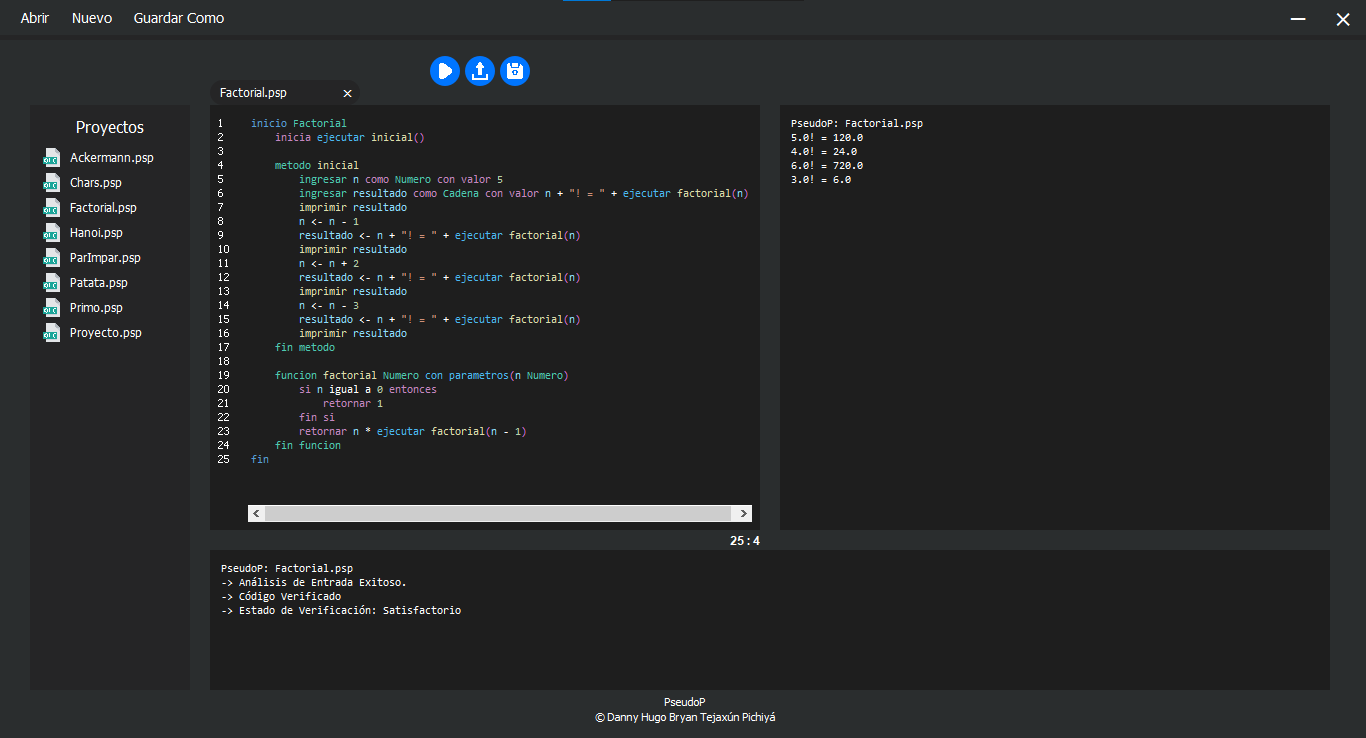 Abrir Nuevo Guardar Como
Factorial.psp
Proyectos
Ackermann.psp
Chars.psp
Factorial.psp
Hanoi.psp
ParImpar.psp
Patata.psp
Primo.psp
Proyecto.psp
1 inicio Factorial
2 inicia ejecutar inicial()
3
4 metodo inicial
5 ingresar n como Numero con valor 5
6 ingresar resultado como Cadena con valor n + "! = " + ejecutar factorial(n)
7 imprimir resultado
8 n <- n - 1
9 resultado <- n + "! = " + ejecutar factorial(n)
10 imprimir resultado
11 n <- n + 2
12 resultado <- n + "! = " + ejecutar factorial(n)
13 imprimir resultado
14 n <- n - 3
15 resultado <- n + "! = " + ejecutar factorial(n)
16 imprimir resultado
17 fin metodo
18
19 funcion factorial Numero con parametros(n Numero)
20 si n igual a 0 entonces
21 retornar 1
22 fin si
23 retornar n * ejecutar factorial(n - 1)
24 fin funcion
25 fin
25 : 4
PseudoP: Factorial.psp
5.0! = 120.0
4.0! = 24.0
6.0! = 720.0
3.0! = 6.0
PseudoP: Factorial.psp
-> Análisis de Entrada Exitoso.
-> Código Verificado
-> Estado de Verificación: Satisfactorio
PseudoP
© Danny Hugo Bryan Tejaxún Pichiyá